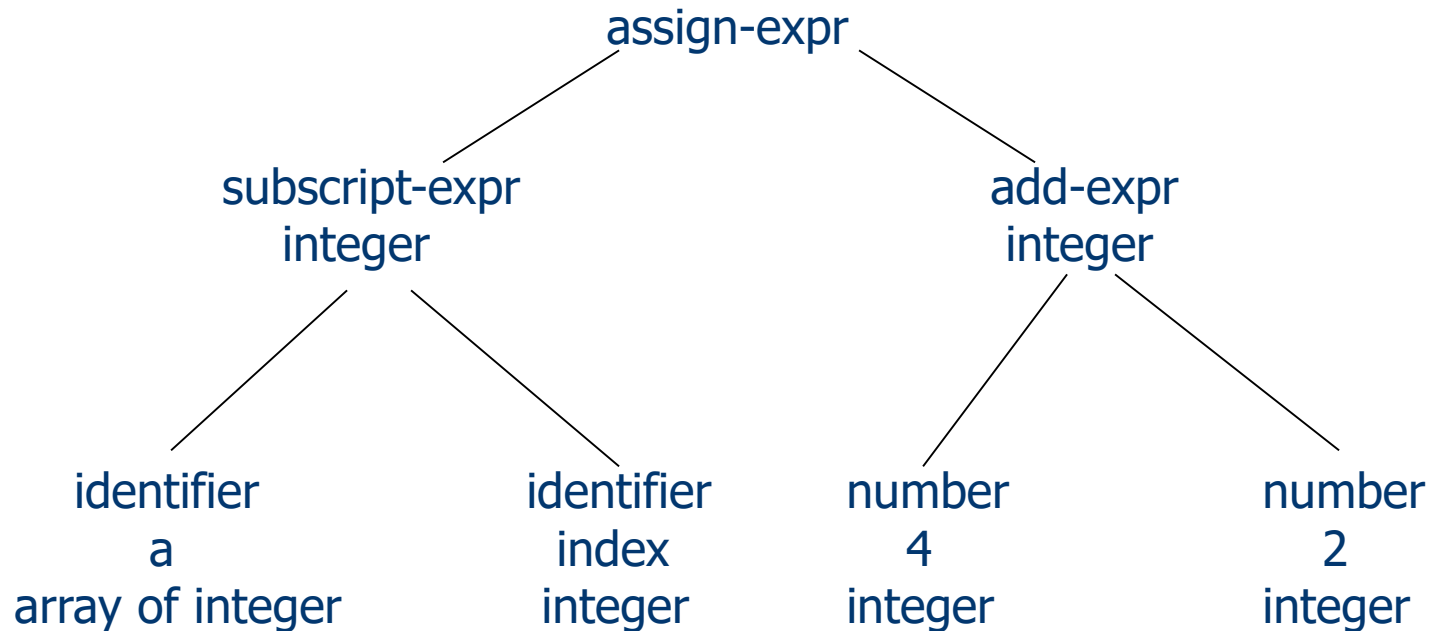 assign-expr
subscript-expr add-expr
integer integer
identifier identifier number number
a index 4 2
array of integer integer integer integer